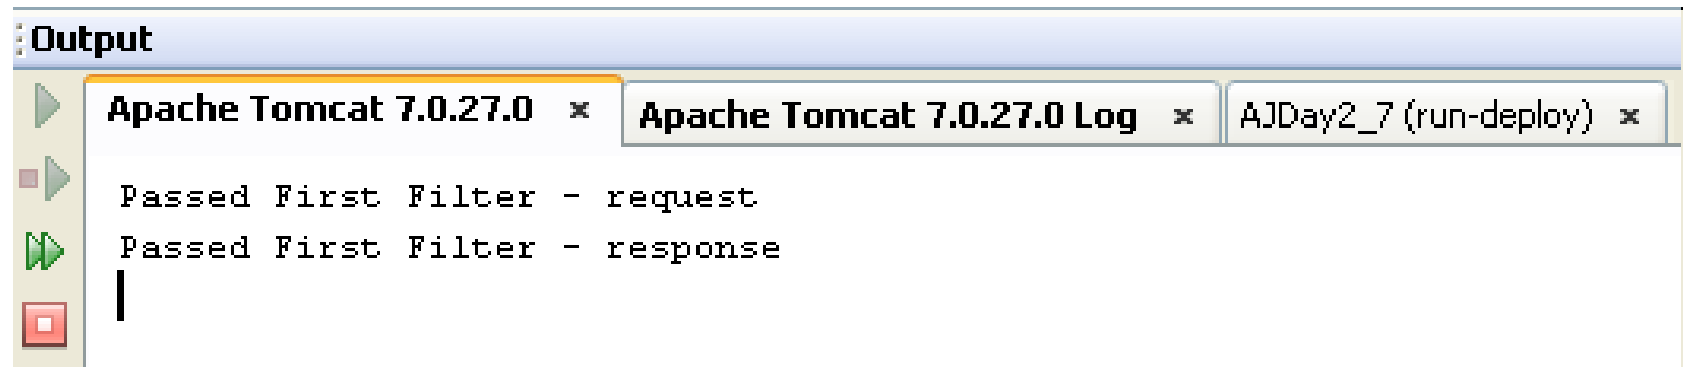 Output
Apache Tomcat 7.0.27.0 × Apache Tomcat 7.0.27.0 Log × AJDay2_7 (run-deploy) ×
Passed First Filter - request
Passed First Filter - response